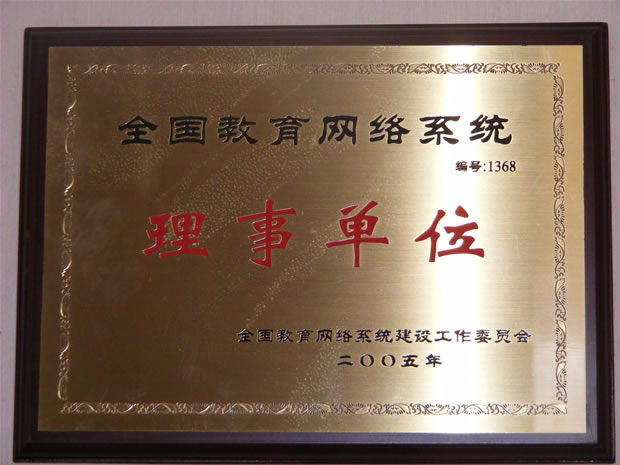 全国教育网络系统
编号:1368
理事单位
全国教育网络系统建设工作委员会
二〇〇五年